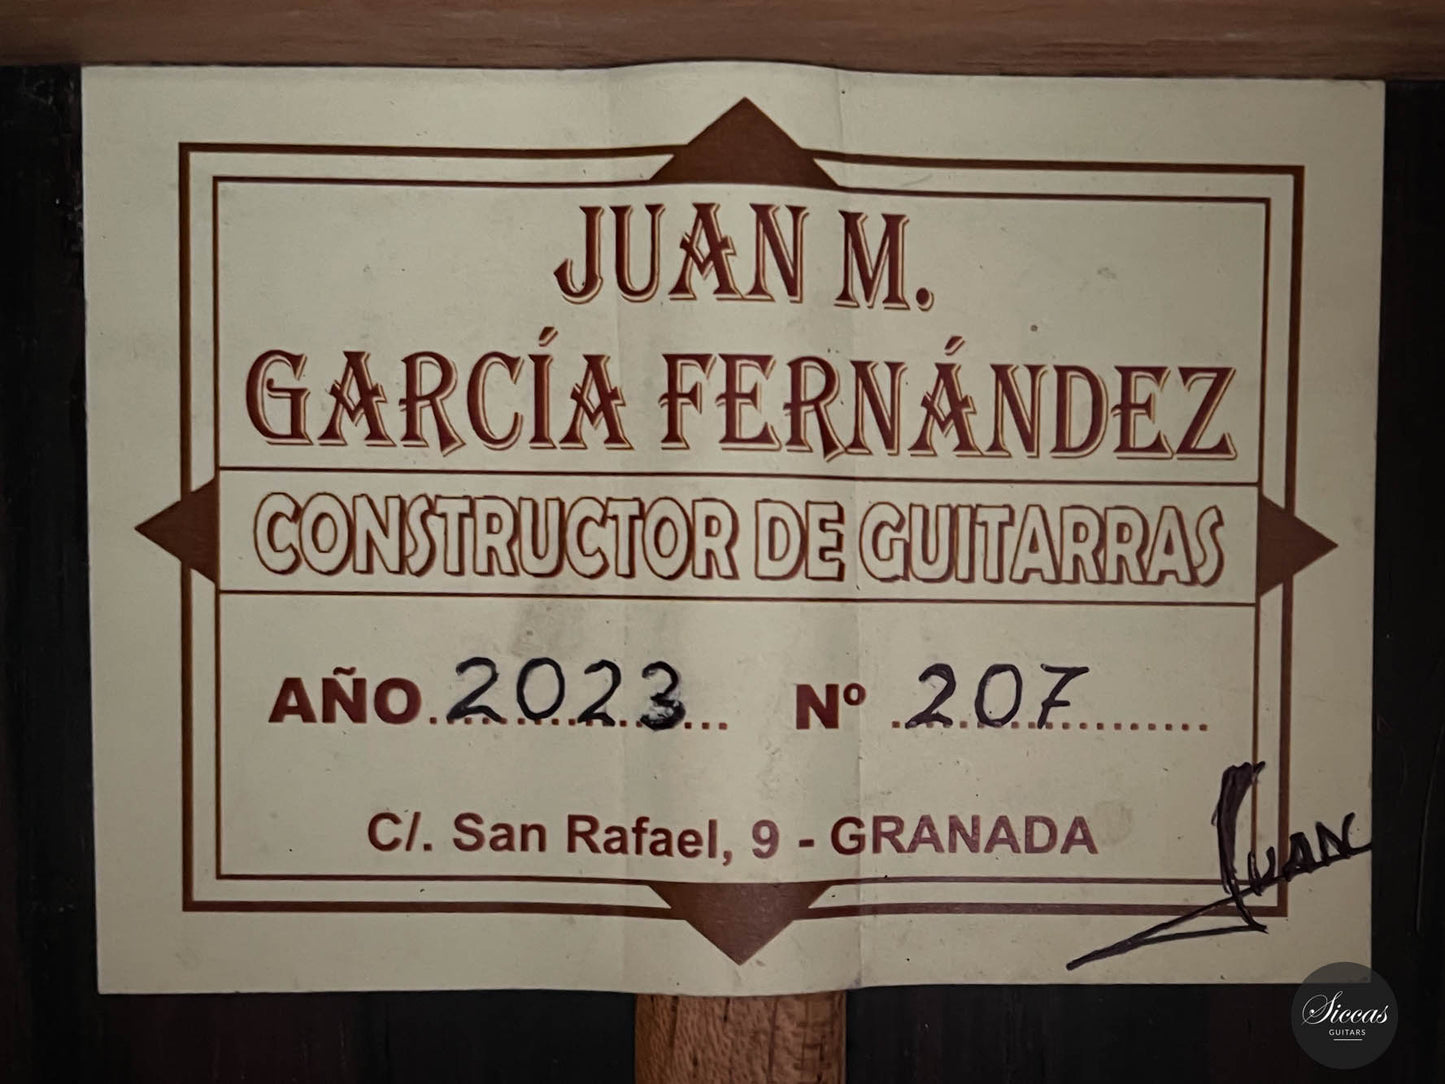 JUAN M.
GARCÍA FERNÁNDEZ
CONSTRUCTOR DE GUITARRAS
AÑO 2023 Nº 207
C/. San Rafael, 9 - GRANADA
JUAN
Siccas
GUITARS